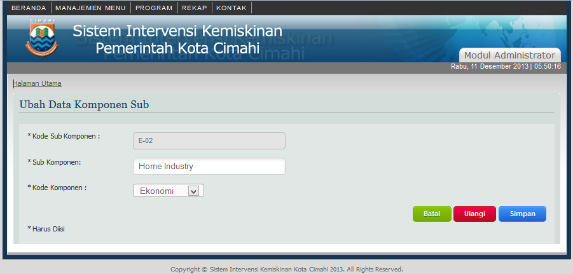 BERANDA | MANAJEMEN MENU | PROGRAM | REKAP | KONTAK |
CIMAHI
Sistem Intervensi Kemiskinan
Pemerintah Kota Cimahi
Modul Administrator
Rabu, 11 Desember 2013 | 05:50:16
Halaman Utama
Ubah Data Komponen Sub
* Kode Sub Komponen :
E-02
* Sub Komponen:
Home Industry
* Kode Komponen :
Ekonomi
Batal Ulangi Simpan
* Harus Diisi
Copyright © Sistem Intervensi Kemiskinan Kota Cimahi 2013. All Rights Reserved.